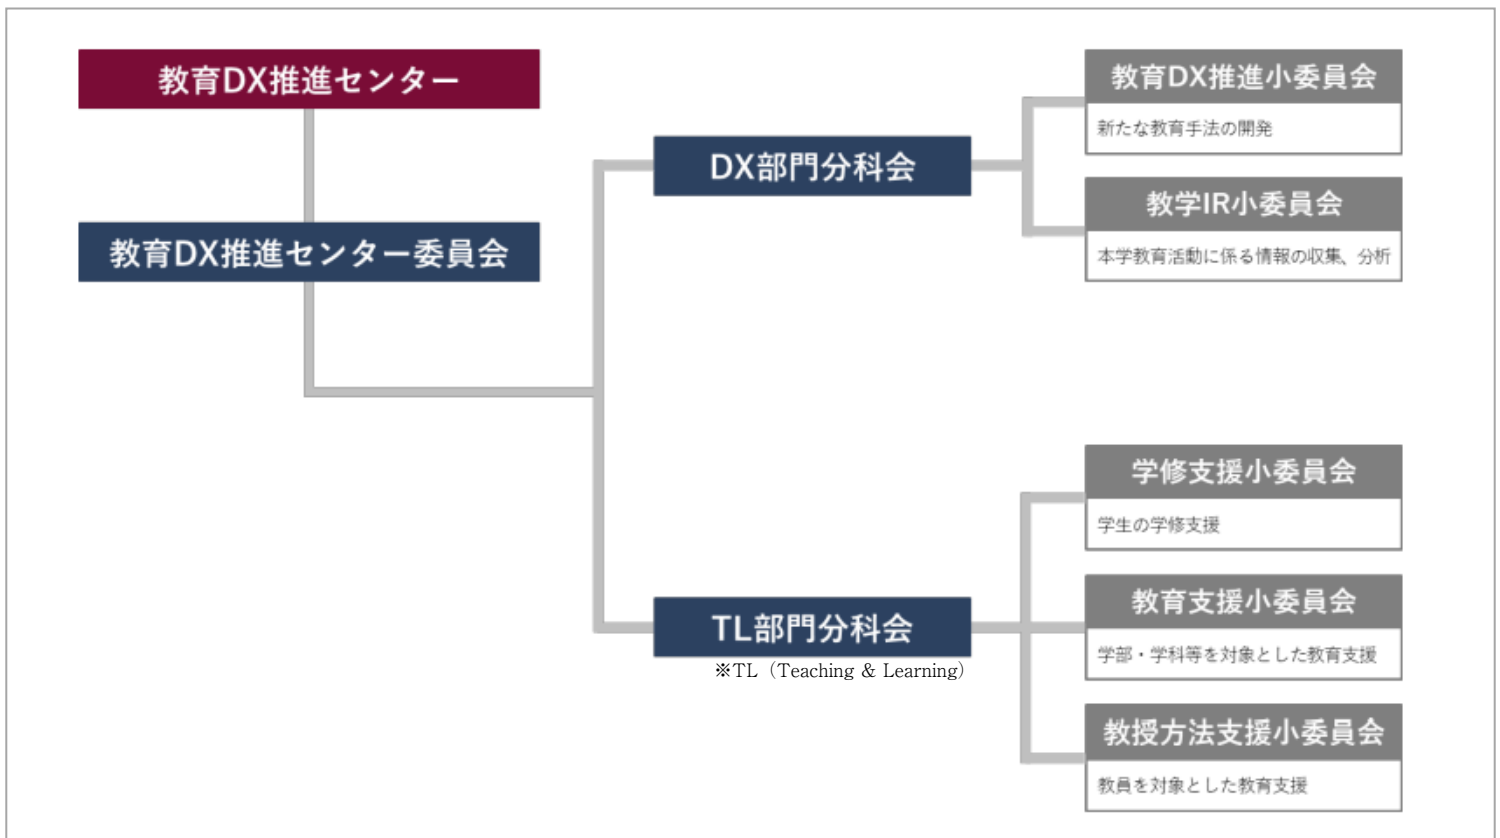 教育DX推進センター
教育DX推進センター委員会
DX部門分科会
教育DX推進小委員会
新たな教育手法の開発
教学IR小委員会
本学教育活動に係る情報の収集、分析
TL部門分科会
※TL（Teaching & Learning）
学修支援小委員会
学生の学修支援
教育支援小委員会
学部・学科等を対象とした教育支援
教授方法支援小委員会
教員を対象とした教育支援